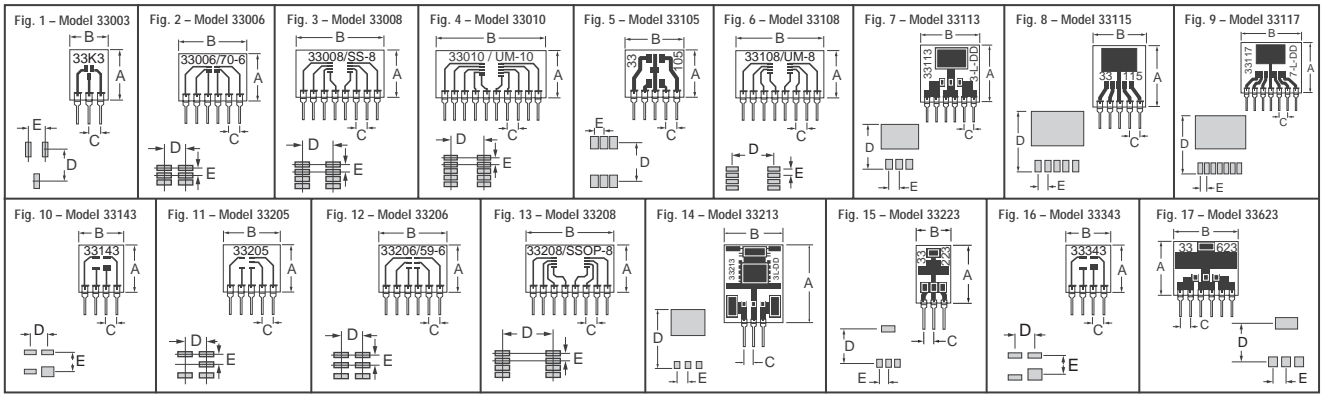 Fig. 1 – Model 33003
B
33K3
A
C
E
D
Fig. 2 – Model 33006
B
33006/70-6
A
C
D
E
Fig. 3 – Model 33008
B
33008/SS-8
A
C
D
E
Fig. 4 – Model 33010
B
33010 / UM-10
A
C
D
E
Fig. 5 – Model 33105
B
33
105
A
C
E
D
Fig. 6 – Model 33108
B
33108/UM-8
A
C
D
E
Fig. 7 – Model 33113
B
33113
3-L-DD
A
C
D
E
Fig. 8 – Model 33115
B
33 115
A
C
D
E
Fig. 9 – Model 33117
B
33117
7-L-DD
A
C
D
E
Fig. 10 – Model 33143
B
33143
A
C
D
E
Fig. 11 – Model 33205
B
33205
A
C
D
E
Fig. 12 – Model 33206
B
33206/59-6
A
C
D
E
Fig. 13 – Model 33208
B
33208/SSOP-8
A
C
D
E
Fig. 14 – Model 33213
B
33213
3L-DD
A
C
D
E
Fig. 15 – Model 33223
B
33
223
A
C
D
E
Fig. 16 – Model 33343
B
33343
A
C
D
E
Fig. 17 – Model 33623
B
33
623
A
C
D
E